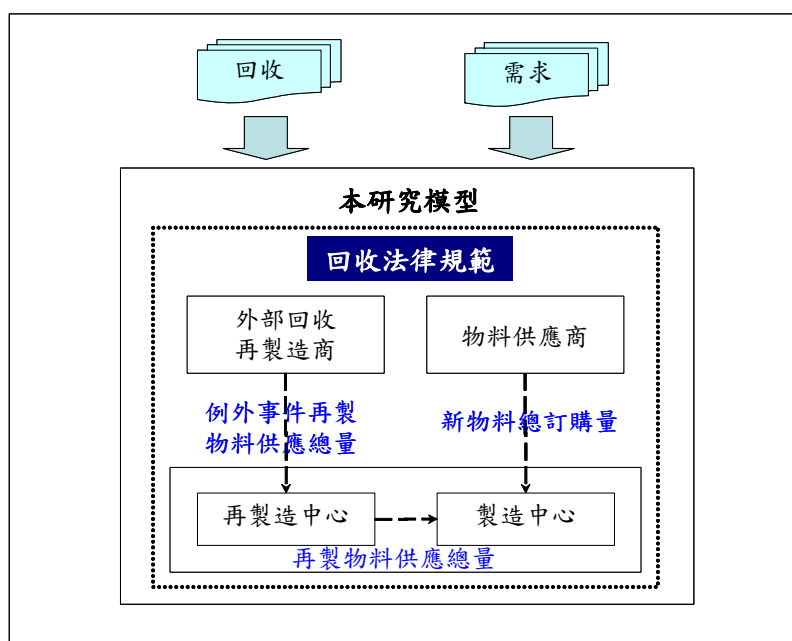 回收
需求
本研究模型
回收法律規範
外部回收
再製造商
物料供應商
例外事件再製
物料供應總量
新物料總訂購量
再製造中心
製造中心
再製物料供應總量